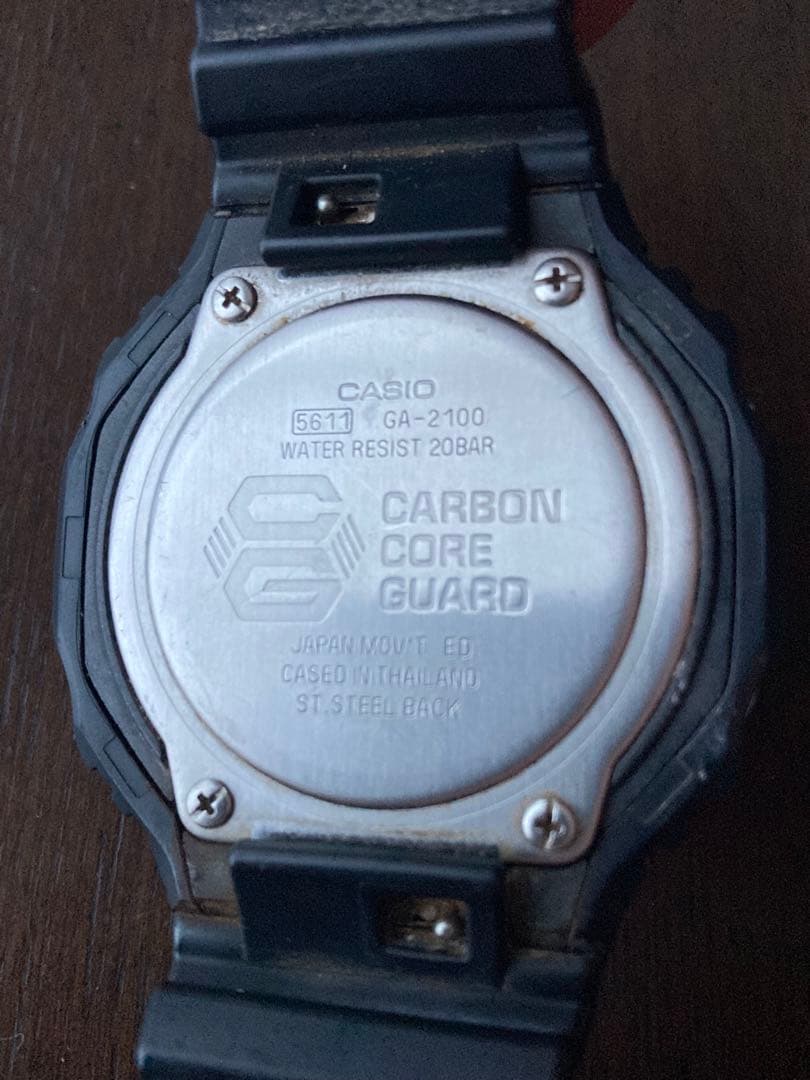 CASIO
5611 GA-2100
WATER RESIST 20BAR
CG
CARBON
CORE
GUARD
JAPAN MOV'T ED
CASED IN THAILAND
ST.STEEL BACK